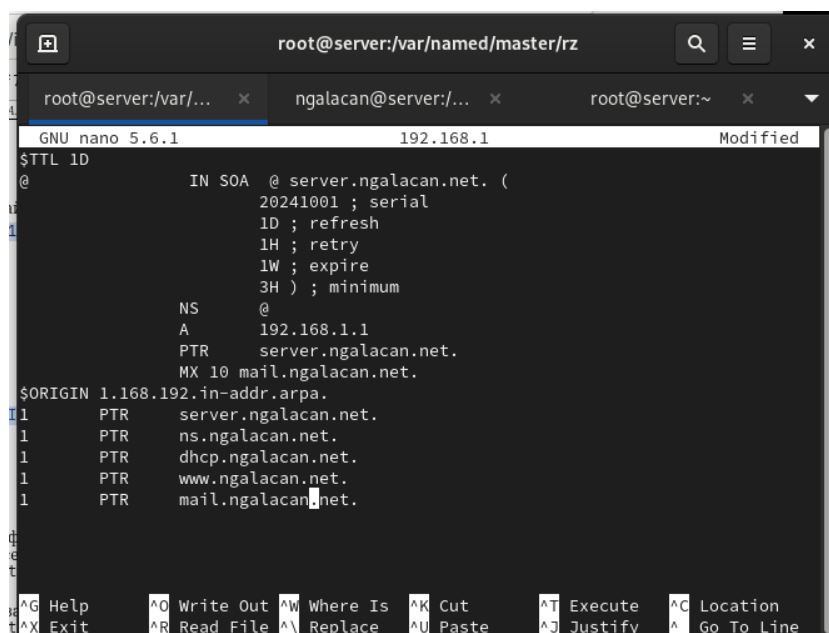 root@server:/var/named/master/rz
root@server:/var/... ngalacan@server:/... root@server:~
GNU nano 5.6.1 192.168.1 Modified
$TTL 1D
@ IN SOA @ server.ngalacan.net. (
20241001 ; serial
1D ; refresh
1H ; retry
1W ; expire
3H ) ; minimum
NS @
A 192.168.1.1
PTR server.ngalacan.net.
MX 10 mail.ngalacan.net.
$ORIGIN 1.168.192.in-addr.arpa.
1 PTR server.ngalacan.net.
1 PTR ns.ngalacan.net.
1 PTR dhcp.ngalacan.net.
1 PTR www.ngalacan.net.
1 PTR mail.ngalacan.net.
^G Help ^O Write Out ^W Where Is ^K Cut ^T Execute ^C Location
^X Exit ^R Read File ^\ Replace ^U Paste ^J Justify ^_ Go To Line